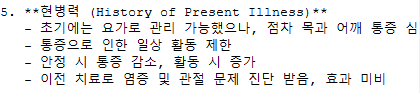 5. **현병력 (History of Present Illness)**
- 초기에는 요가로 관리 가능했으나, 점차 목과 어깨 통증 심
- 통증으로 인한 일상 활동 제한
- 안정 시 통증 감소, 활동 시 증가
- 이전 치료로 염증 및 관절 문제 진단 받음, 효과 미비